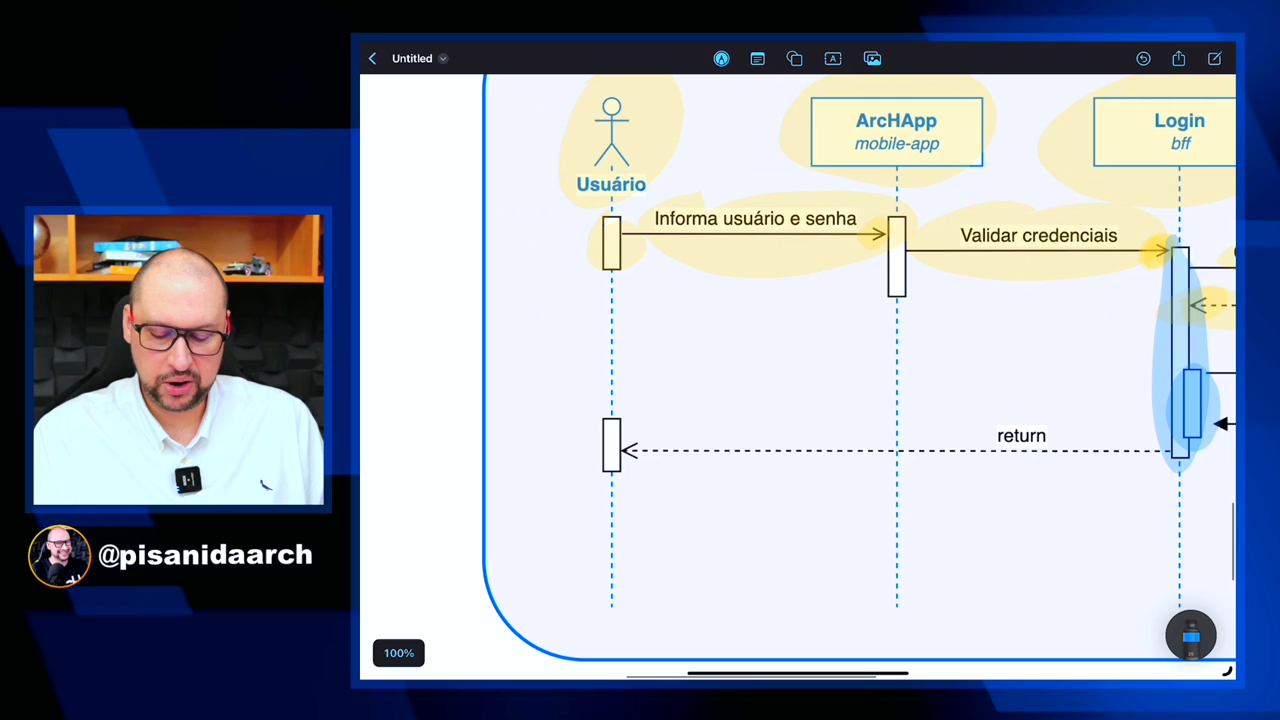 Untitled
A
ArcHApp
mobile-app
Login
bff
Usuário
Informa usuário e senha
Validar credenciais
return
@pisanidaarch
100%